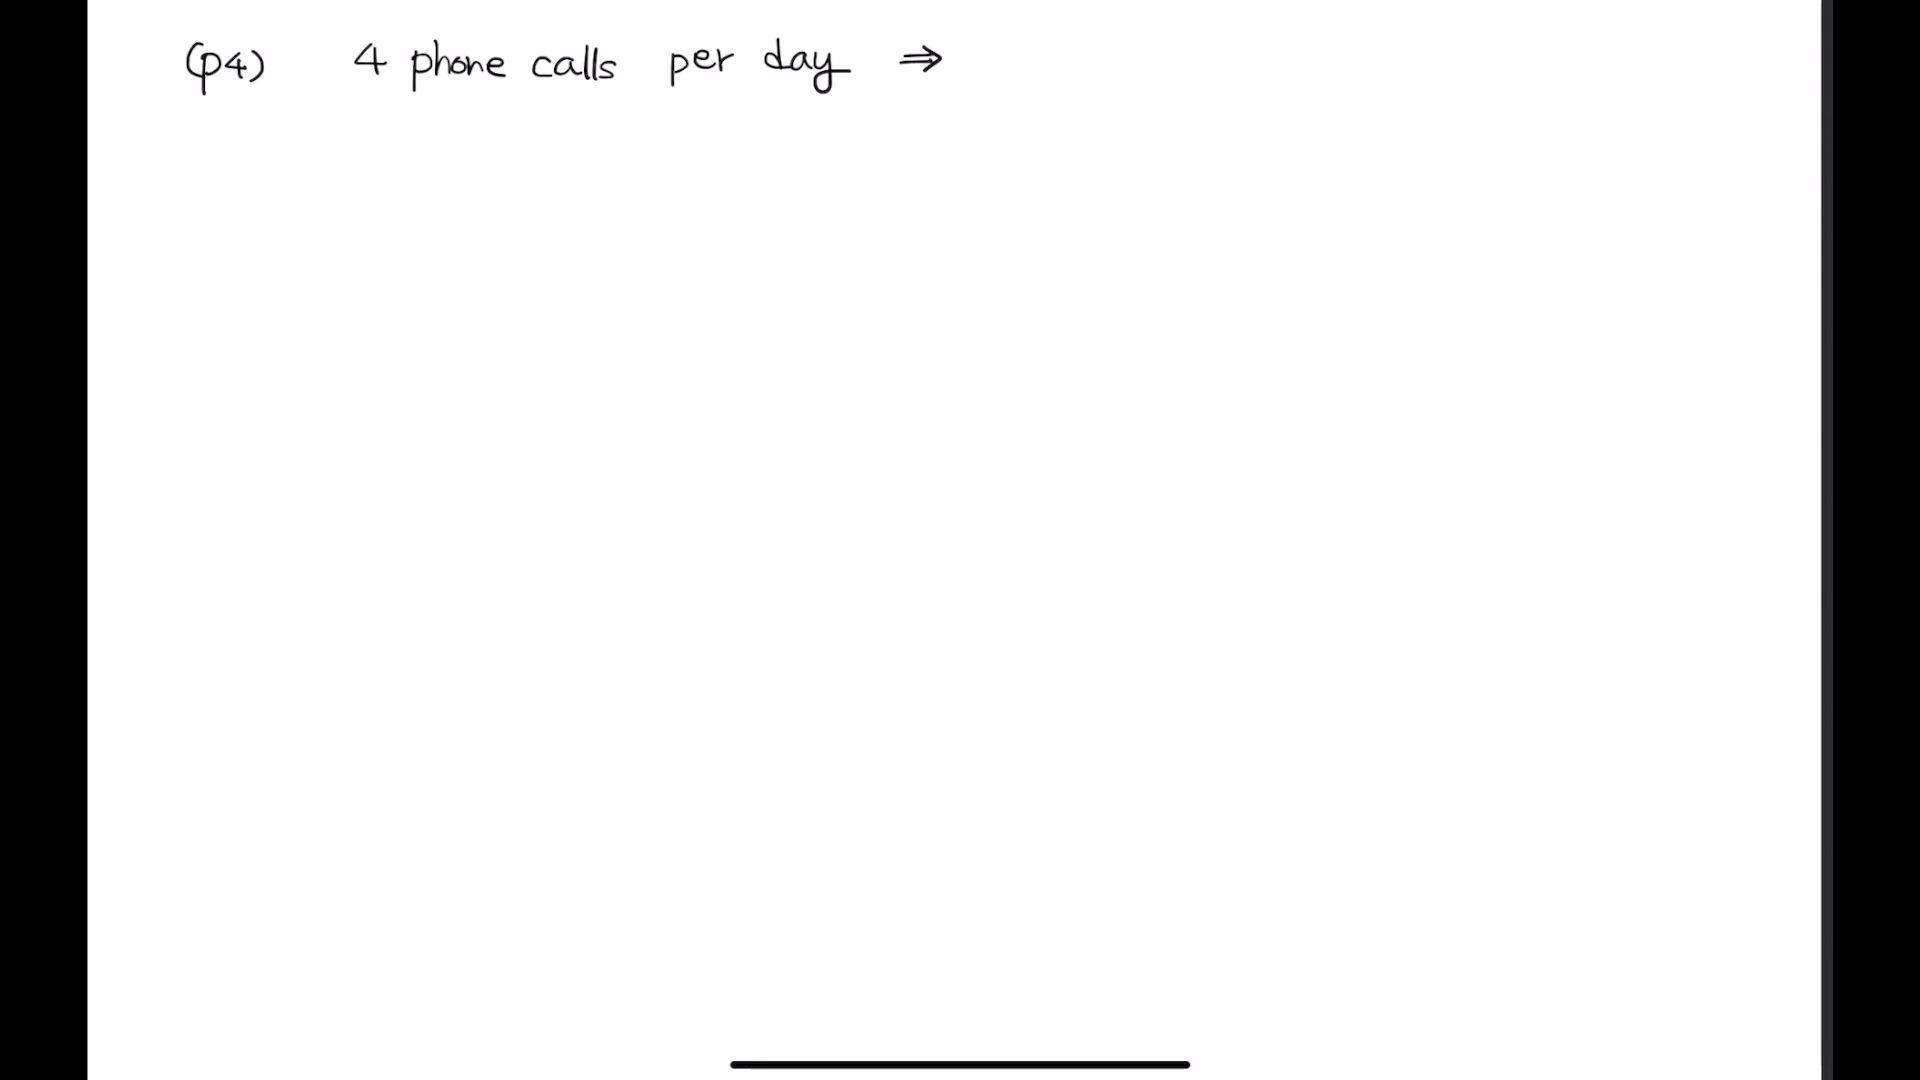 (p4) 4 phone calls per day ⇒